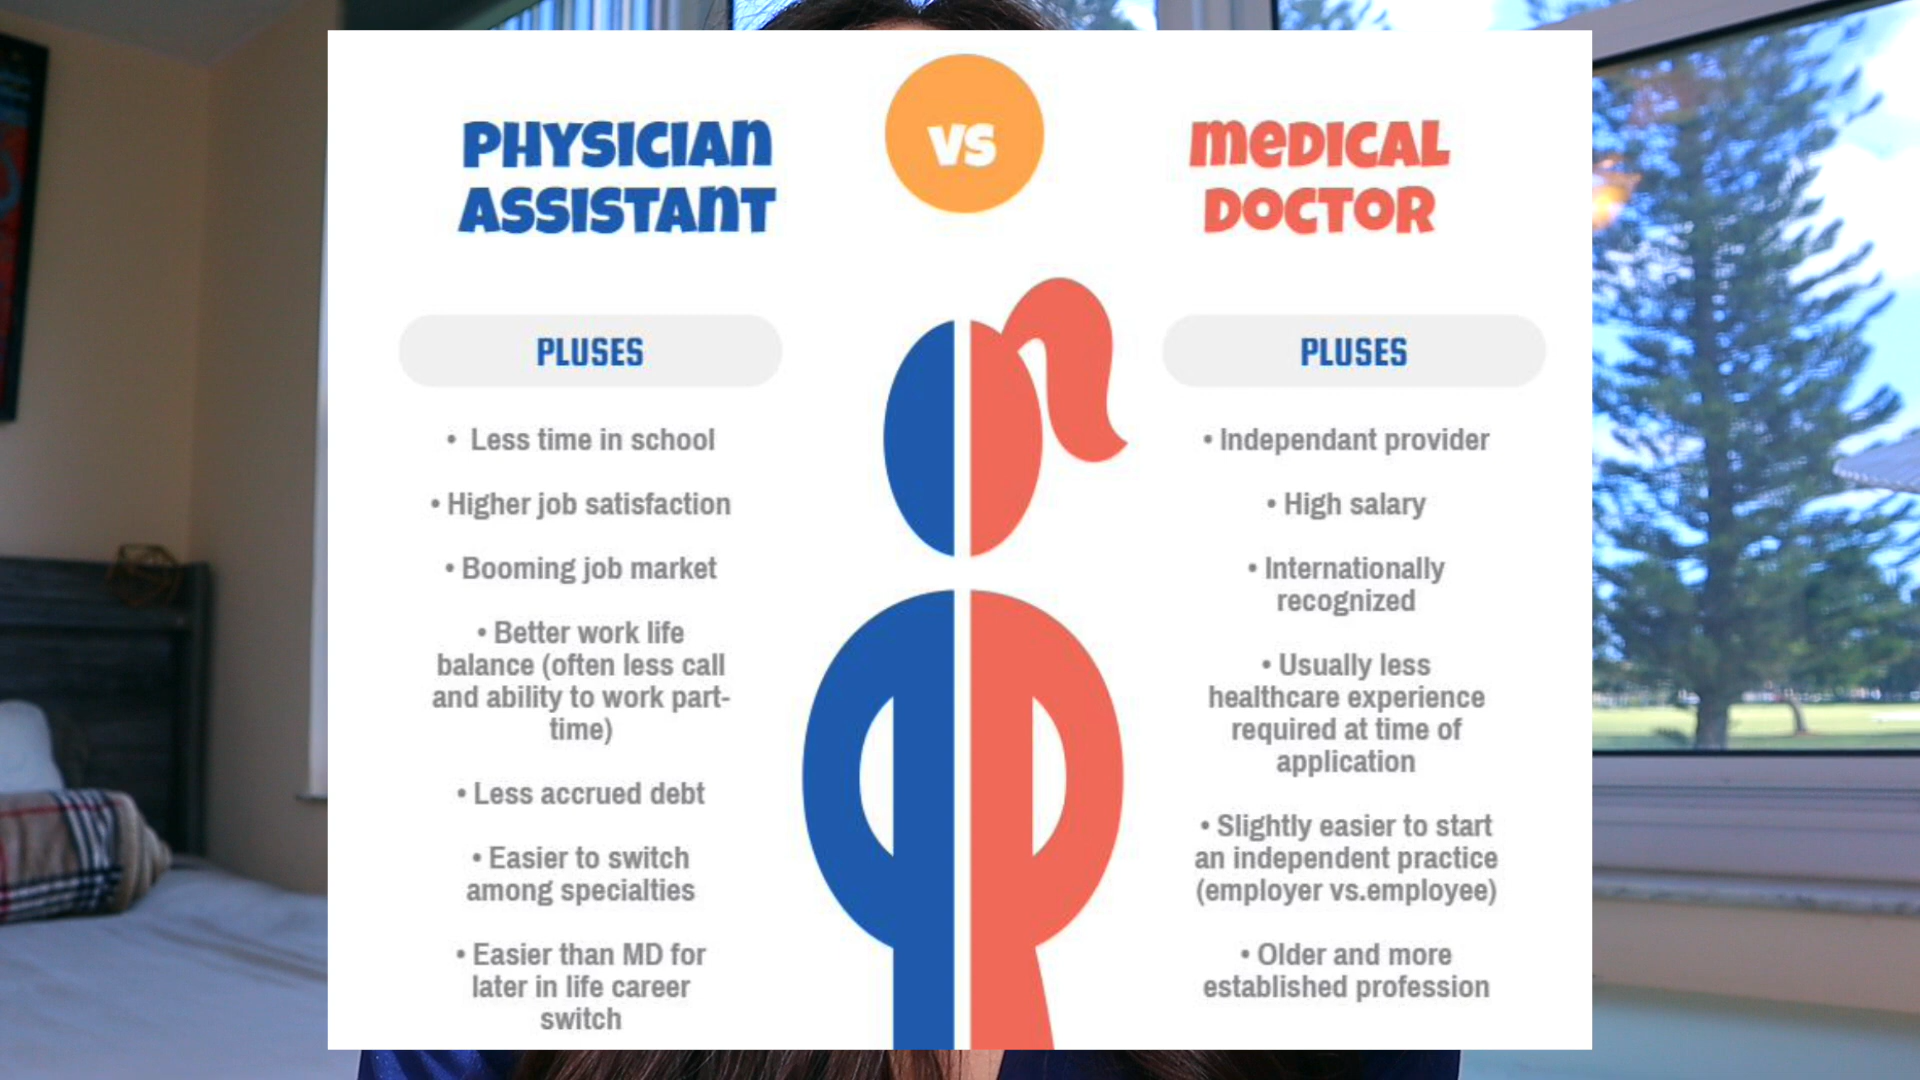 PHYSICIAN
ASSISTANT
VS
MEDICAL
DOCTOR
PLUSES
• Less time in school
• Higher job satisfaction
• Booming job market
• Better work life
balance (often less call
and ability to work part-
time)
• Less accrued debt
• Easier to switch
among specialties
• Easier than MD for
later in life career
switch
PLUSES
• Independant provider
• High salary
• Internationally
recognized
• Usually less
healthcare experience
required at time of
application
• Slightly easier to start
an independent practice
(employer vs.employee)
• Older and more
established profession